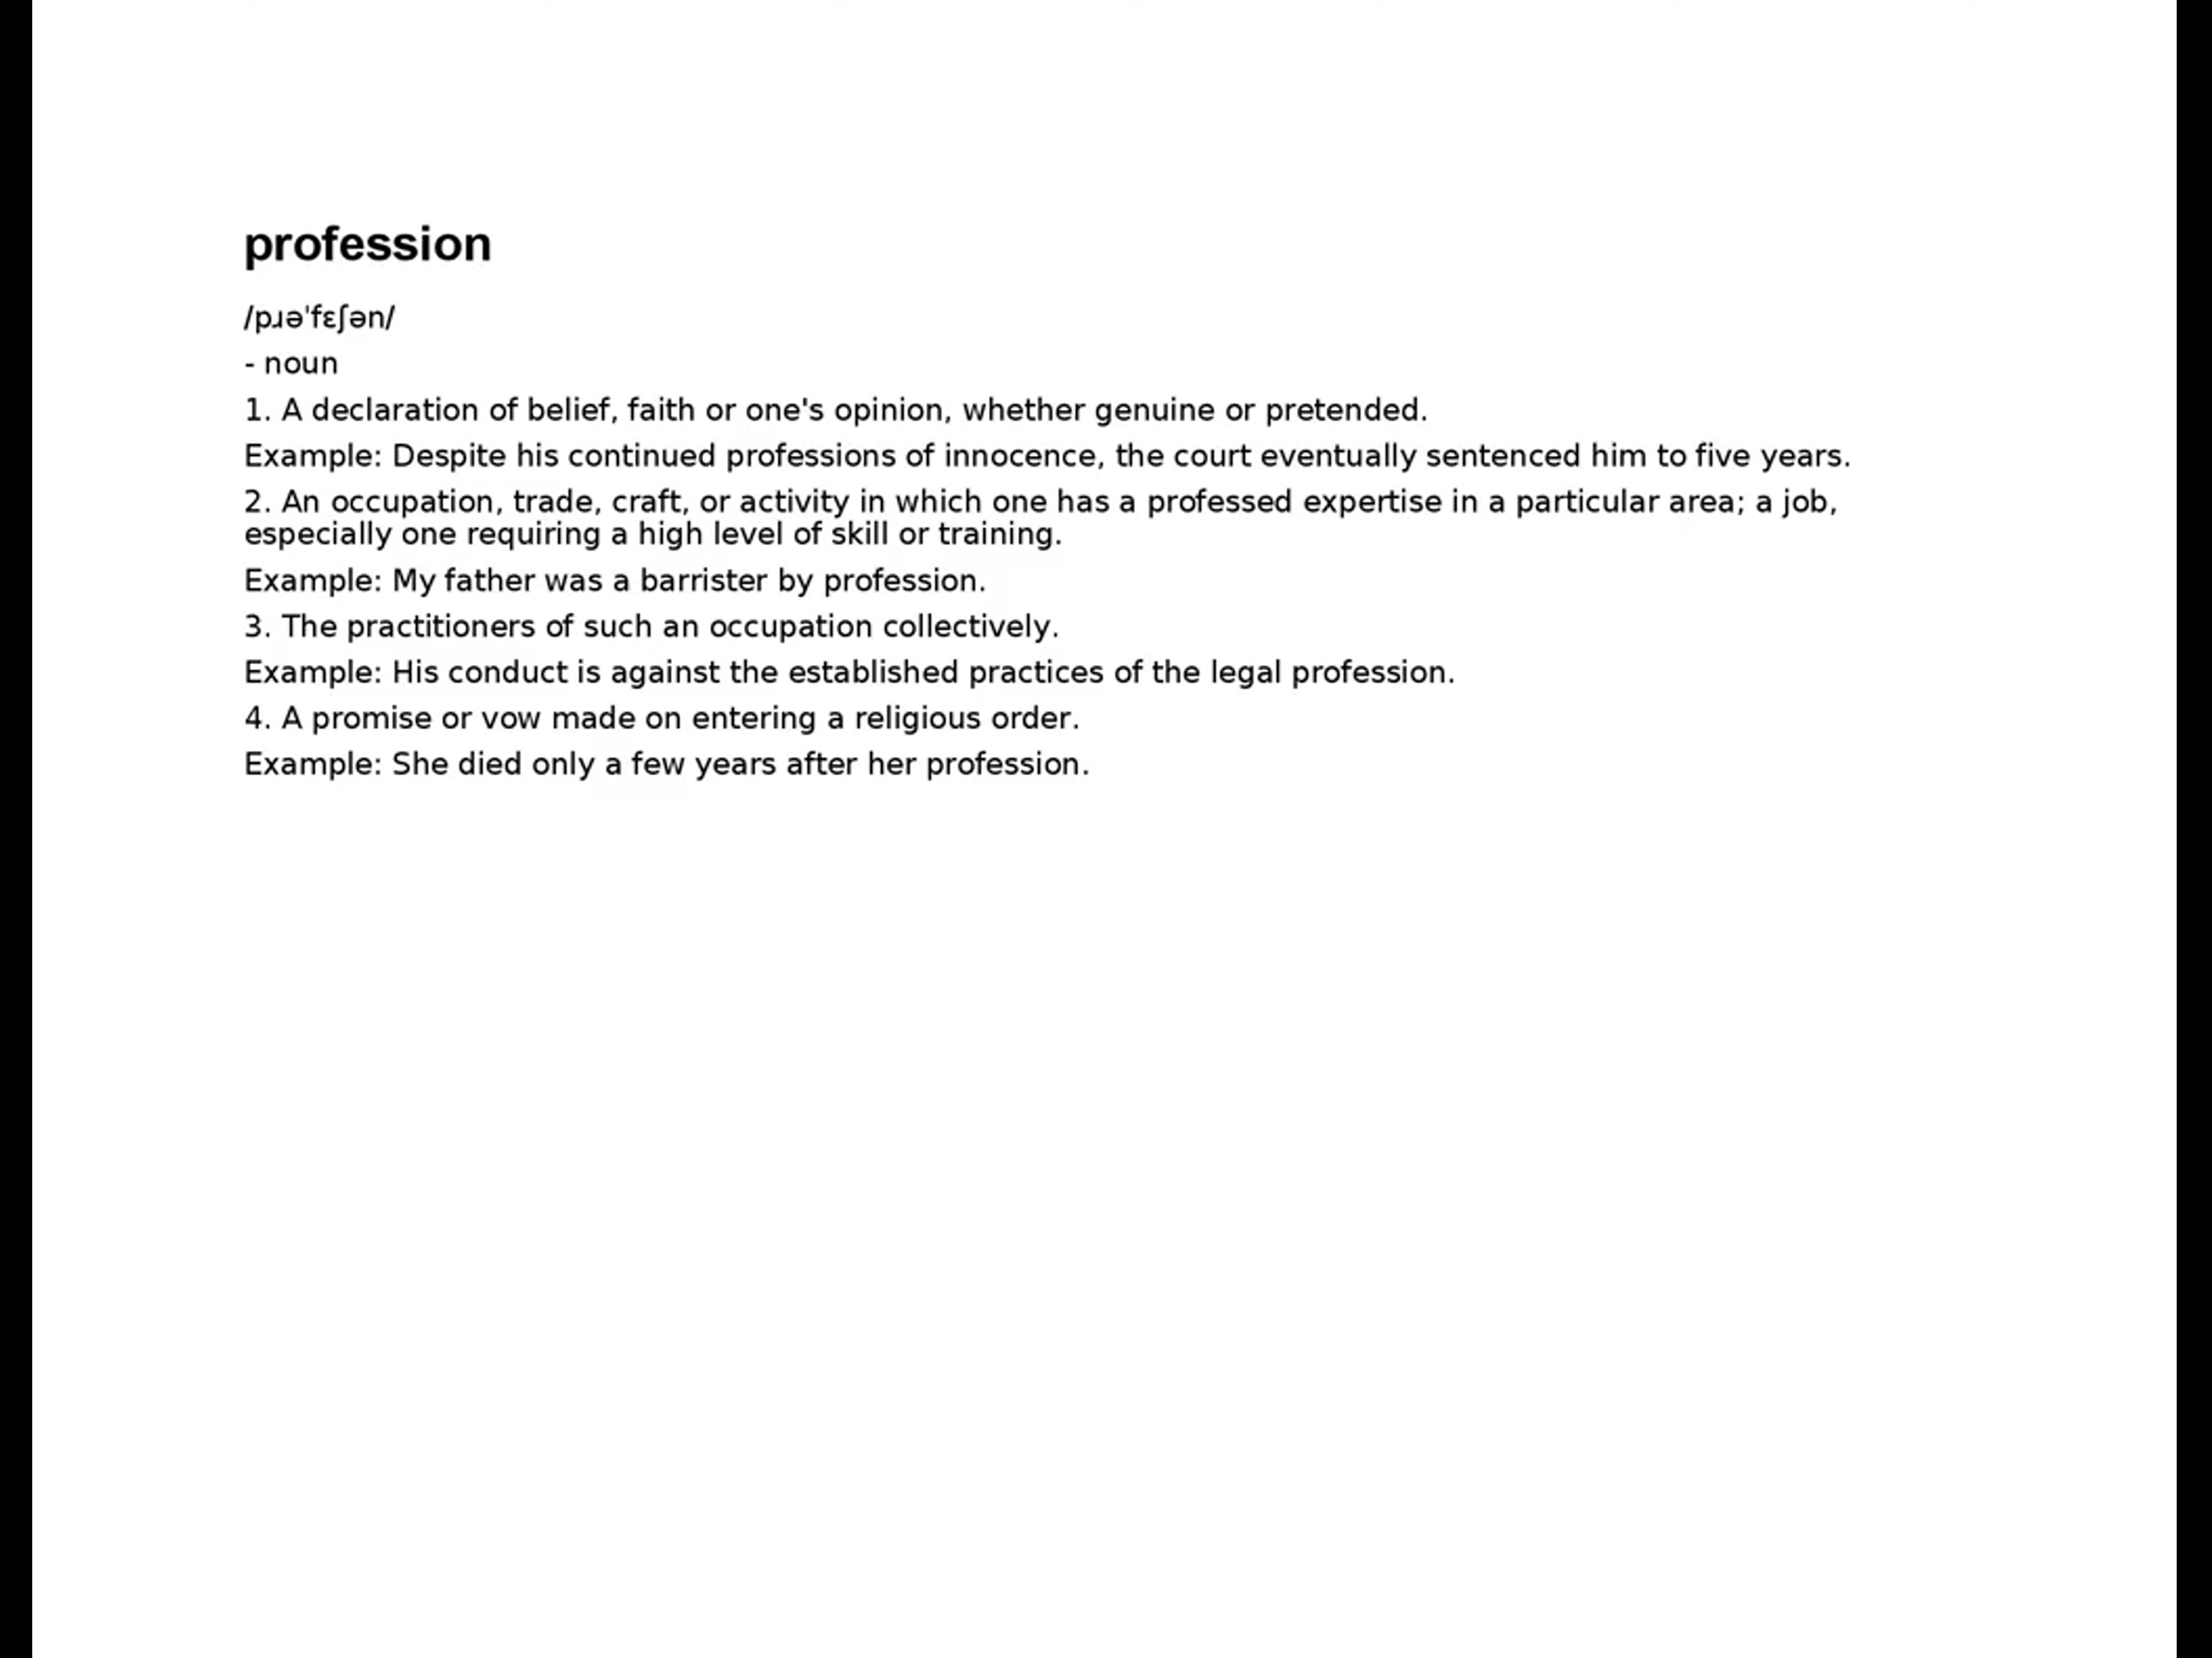 profession
/pɹəˈfɛʃən/
- noun
1. A declaration of belief, faith or one's opinion, whether genuine or pretended.
Example: Despite his continued professions of innocence, the court eventually sentenced him to five years.
2. An occupation, trade, craft, or activity in which one has a professed expertise in a particular area; a job,
especially one requiring a high level of skill or training.
Example: My father was a barrister by profession.
3. The practitioners of such an occupation collectively.
Example: His conduct is against the established practices of the legal profession.
4. A promise or vow made on entering a religious order.
Example: She died only a few years after her profession.